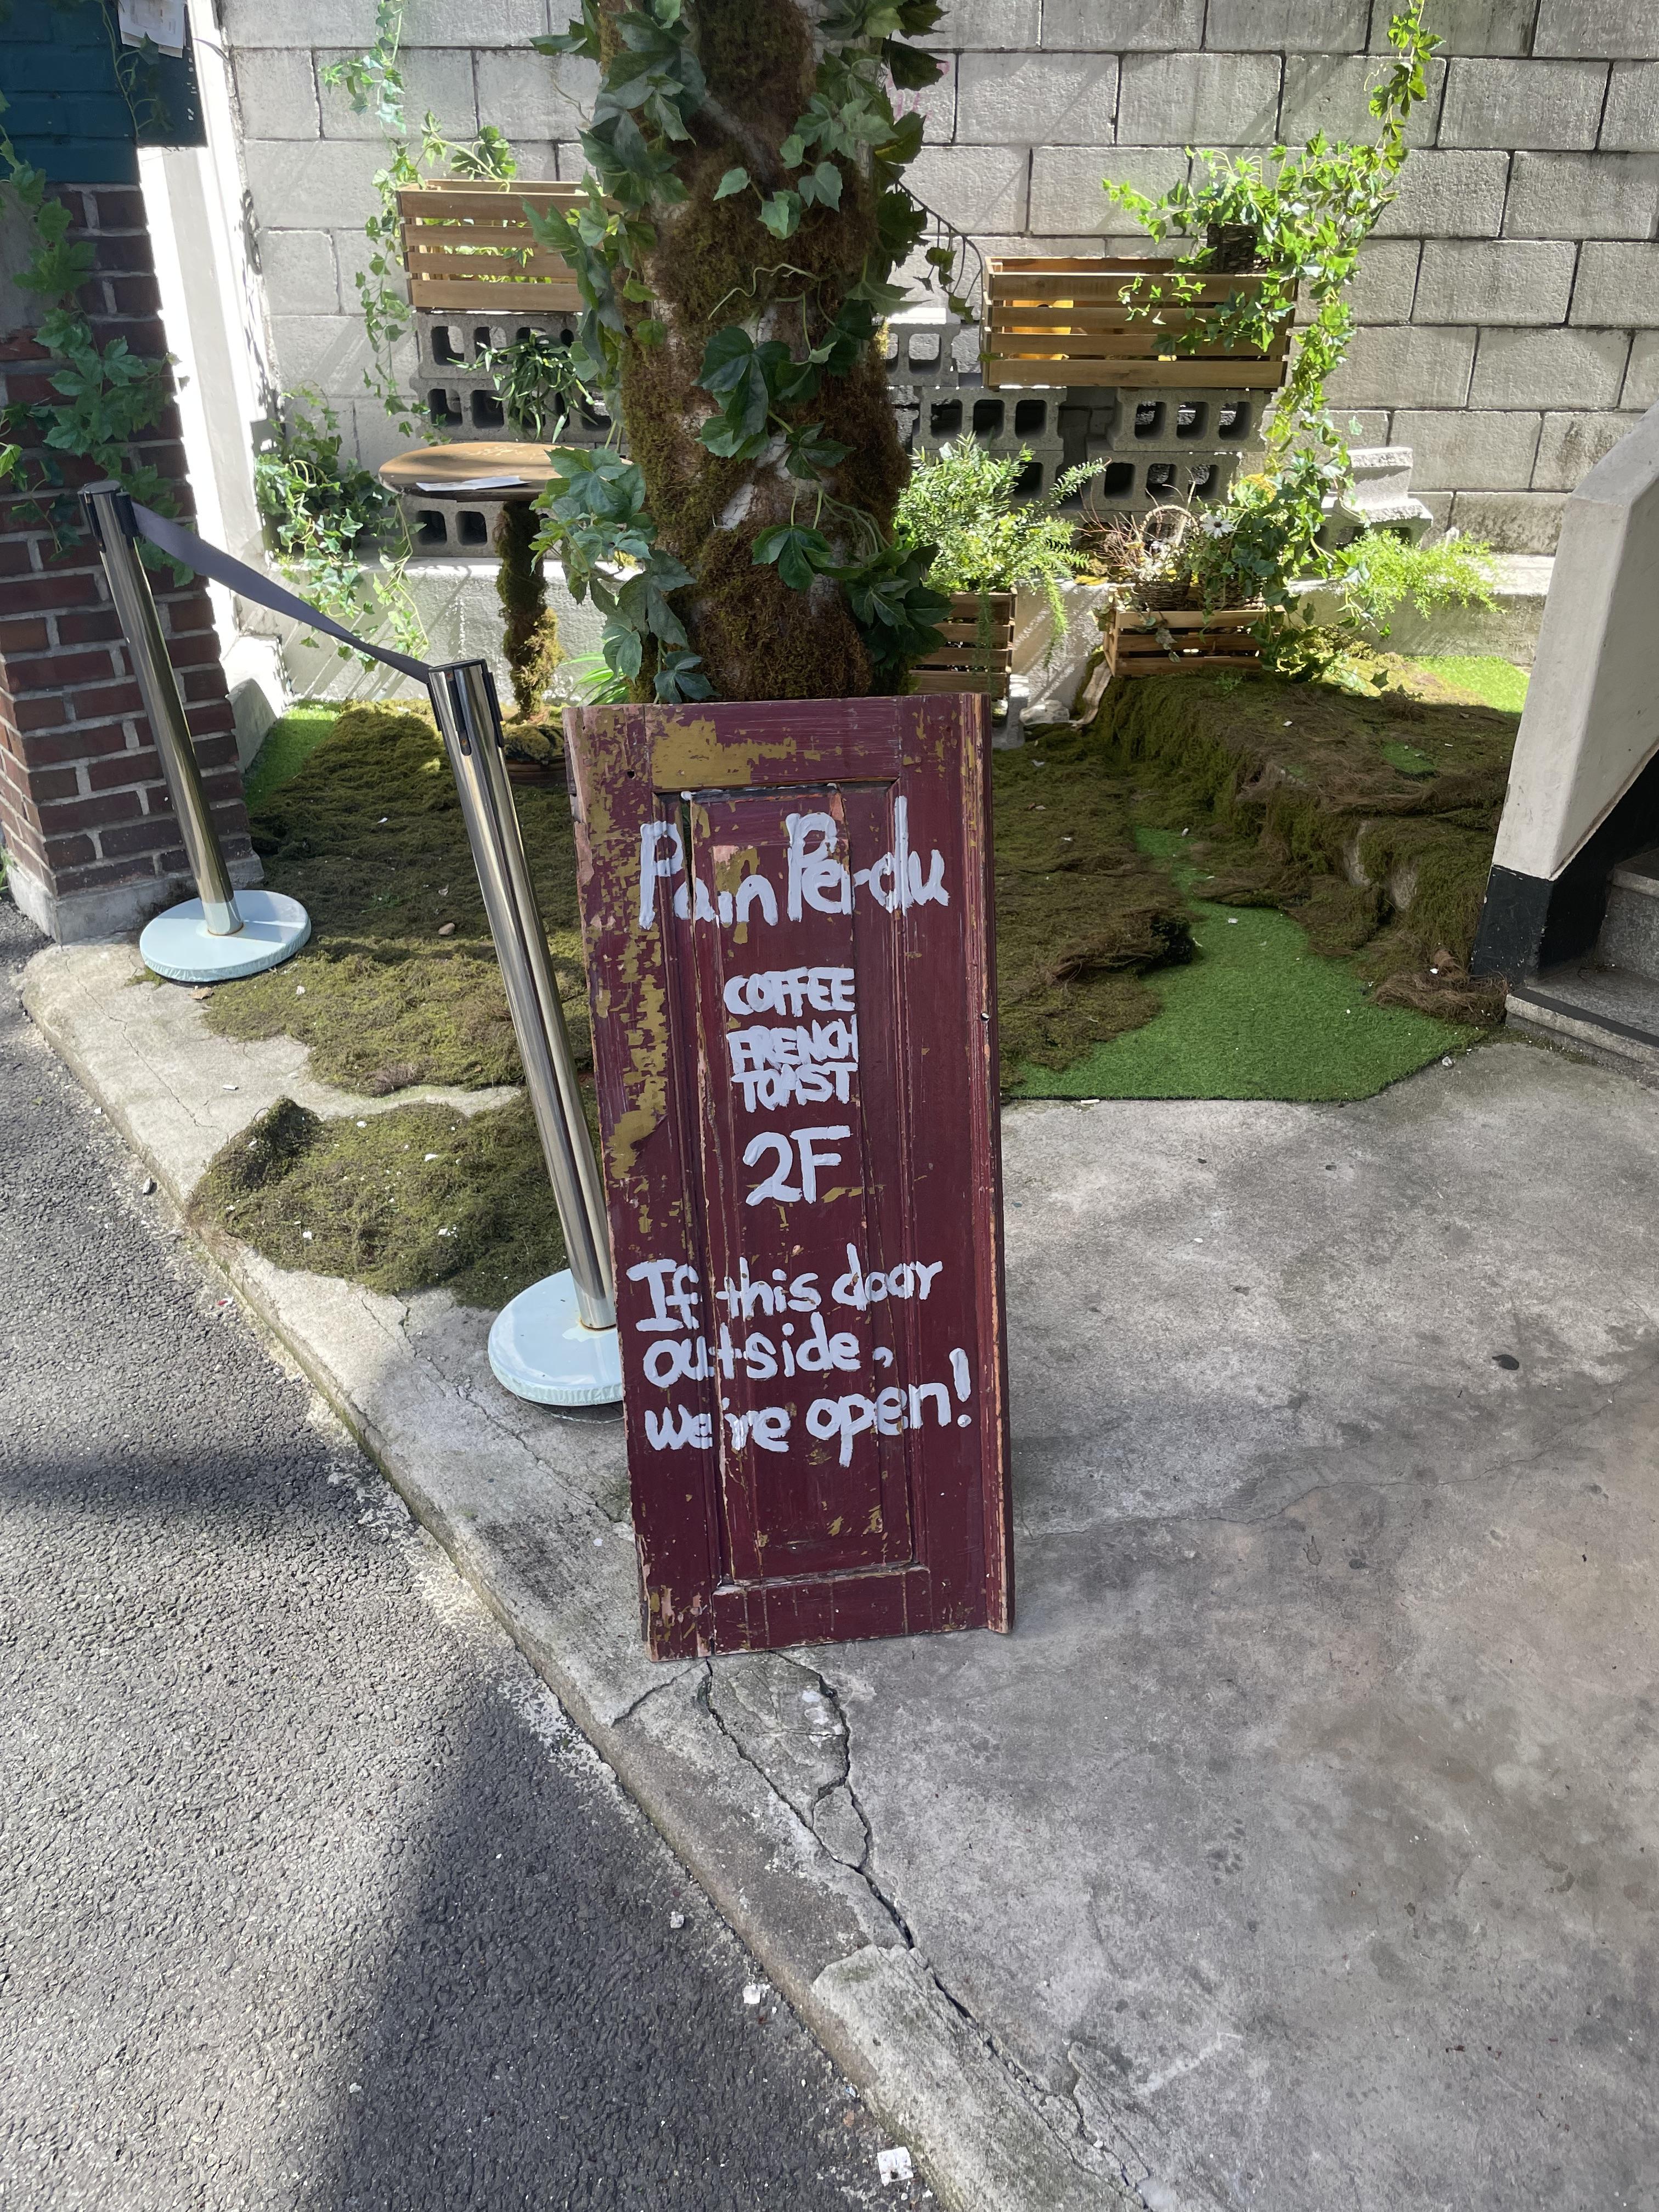 Pain Perdu
COFFEE
FRENCH
TOAST
2F
If this door
outside,
we're open!